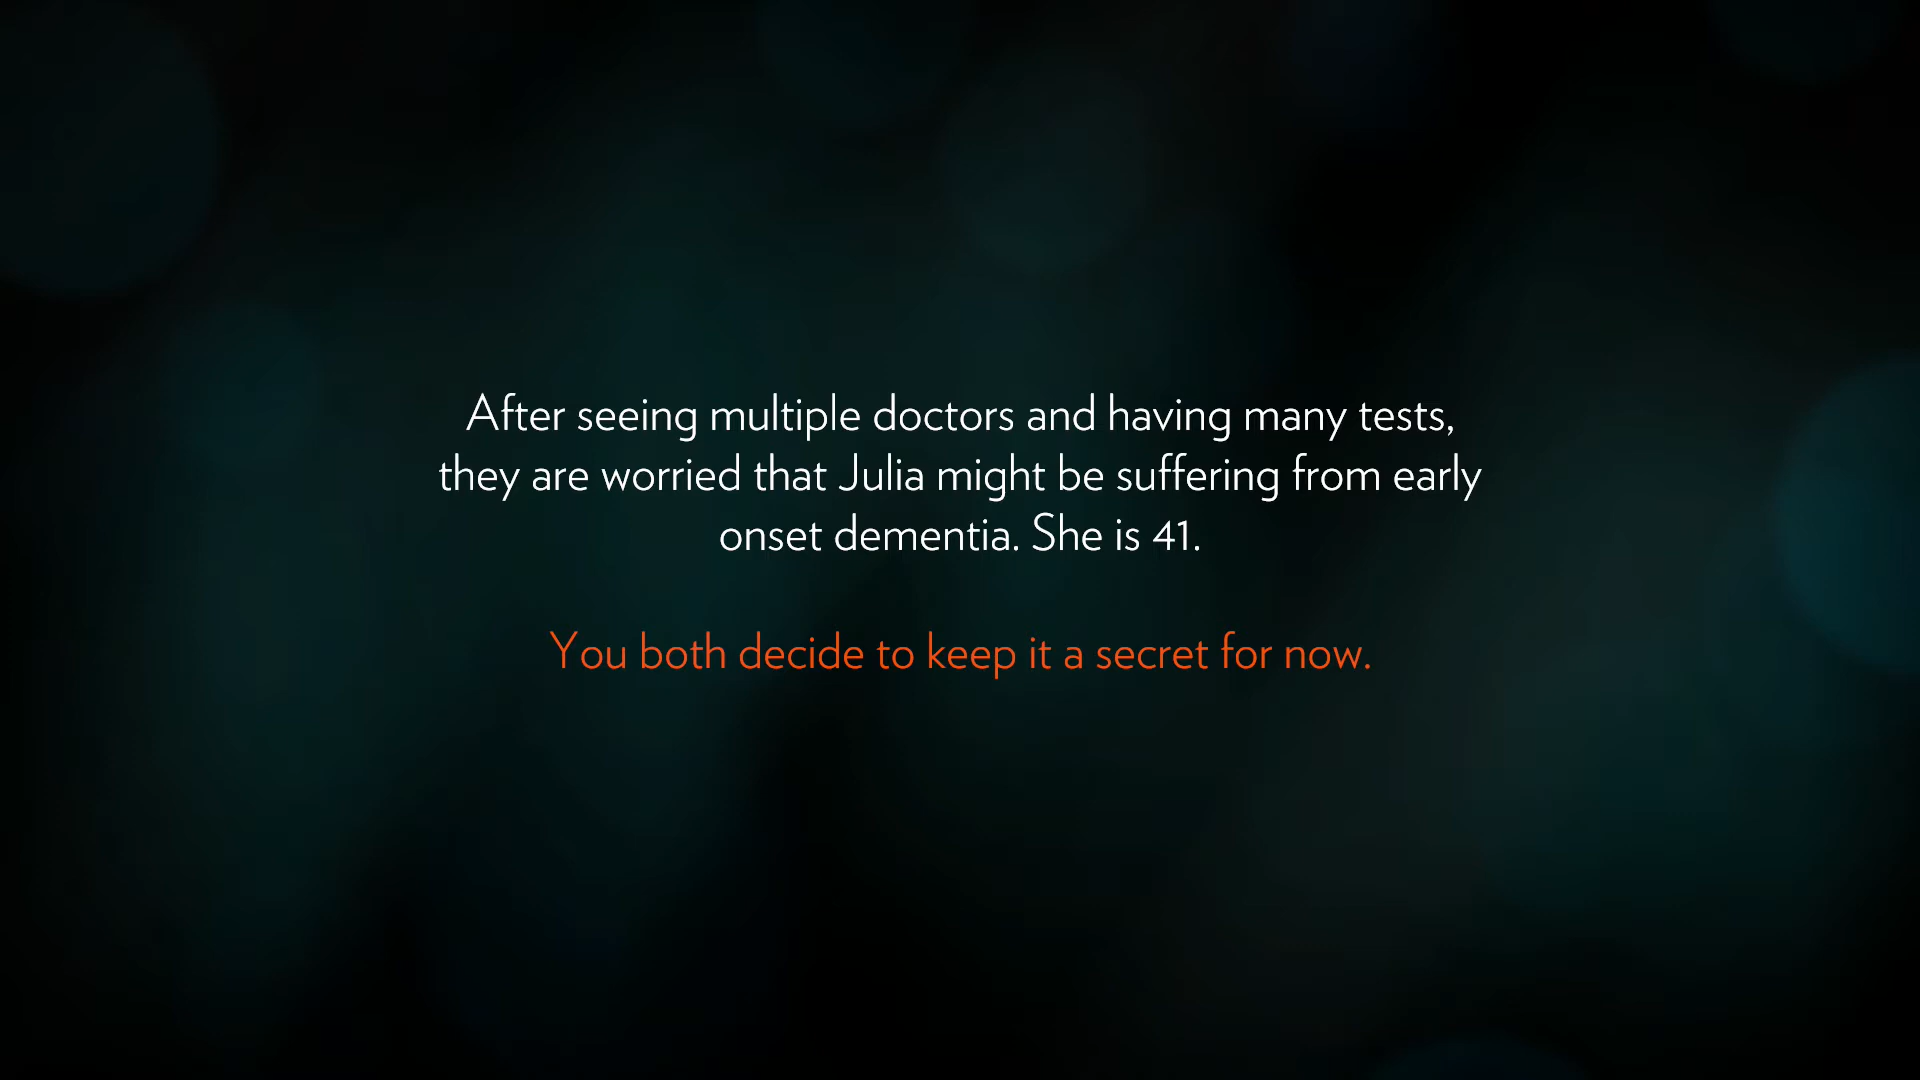 After seeing multiple doctors and having many tests,
they are worried that Julia might be suffering from early
onset dementia. She is 41.
You both decide to keep it a secret for now.